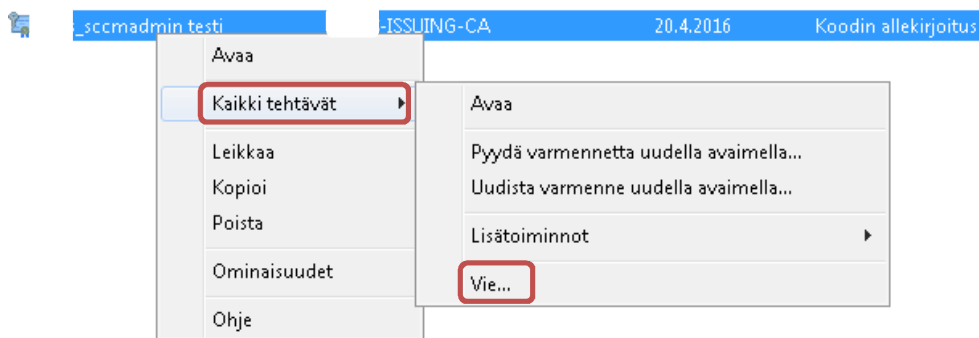 _sccmadmin testi -ISSUING-CA 20.4.2016 Koodin allekirjoitus
Avaa
Kaikki tehtävät
Leikkaa
Kopioi
Poista
Ominaisuudet
Ohje
Avaa
Pyydä varmennetta uudella avaimella...
Uudista varmenne uudella avaimella...
Lisätoiminnot
Vie...